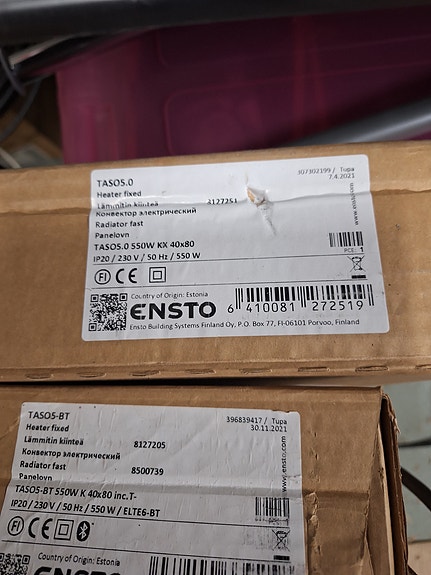 TASO5.0
307302199 / Tupa
7.4.2021
Heater fixed
Lämmitin kiinteä 8127251
Конвектор электрический
Radiator fast
Panelovn
TASO5.0 550W KX 40x80
IP20 / 230 V / 50 Hz / 550 W
www.ensto.com
PCE: 1
FI CE
Country of Origin: Estonia
ENSTO
6 410081 272519
Ensto Building Systems Finland Oy, P.O. Box 77, FI-06101 Porvoo, Finland
TASO5-BT
396839417 / Tupa
30.11.2021
Heater fixed
Lämmitin kiinteä 8127205
Конвектор электрический
Radiator fast 8500739
Panelovn
TASO5-BT 550W K 40x80 inc.T-
IP20 / 230 V / 50 Hz / 550 W / ELTE6-BT
www.ensto.com
FI CE
Country of Origin: Estonia
ENSTO